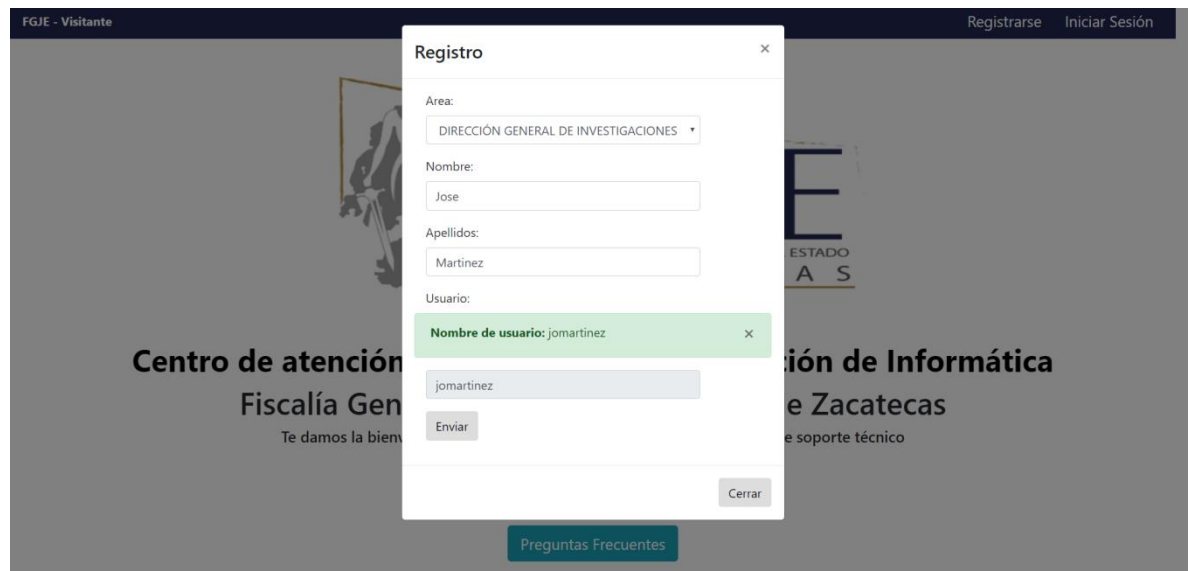 FGJE - Visitante
Registrarse Iniciar Sesión
Registro ×
Area:
DIRECCIÓN GENERAL DE INVESTIGACIONES
Nombre:
Jose
Apellidos:
Martinez
ESTADO
A S
Usuario:
Nombre de usuario: jomartinez ×
Centro de atención ión de Informática
jomartinez
Fiscalía Gen e Zacatecas
Enviar
Te damos la bienv e soporte técnico
Cerrar
Preguntas Frecuentes